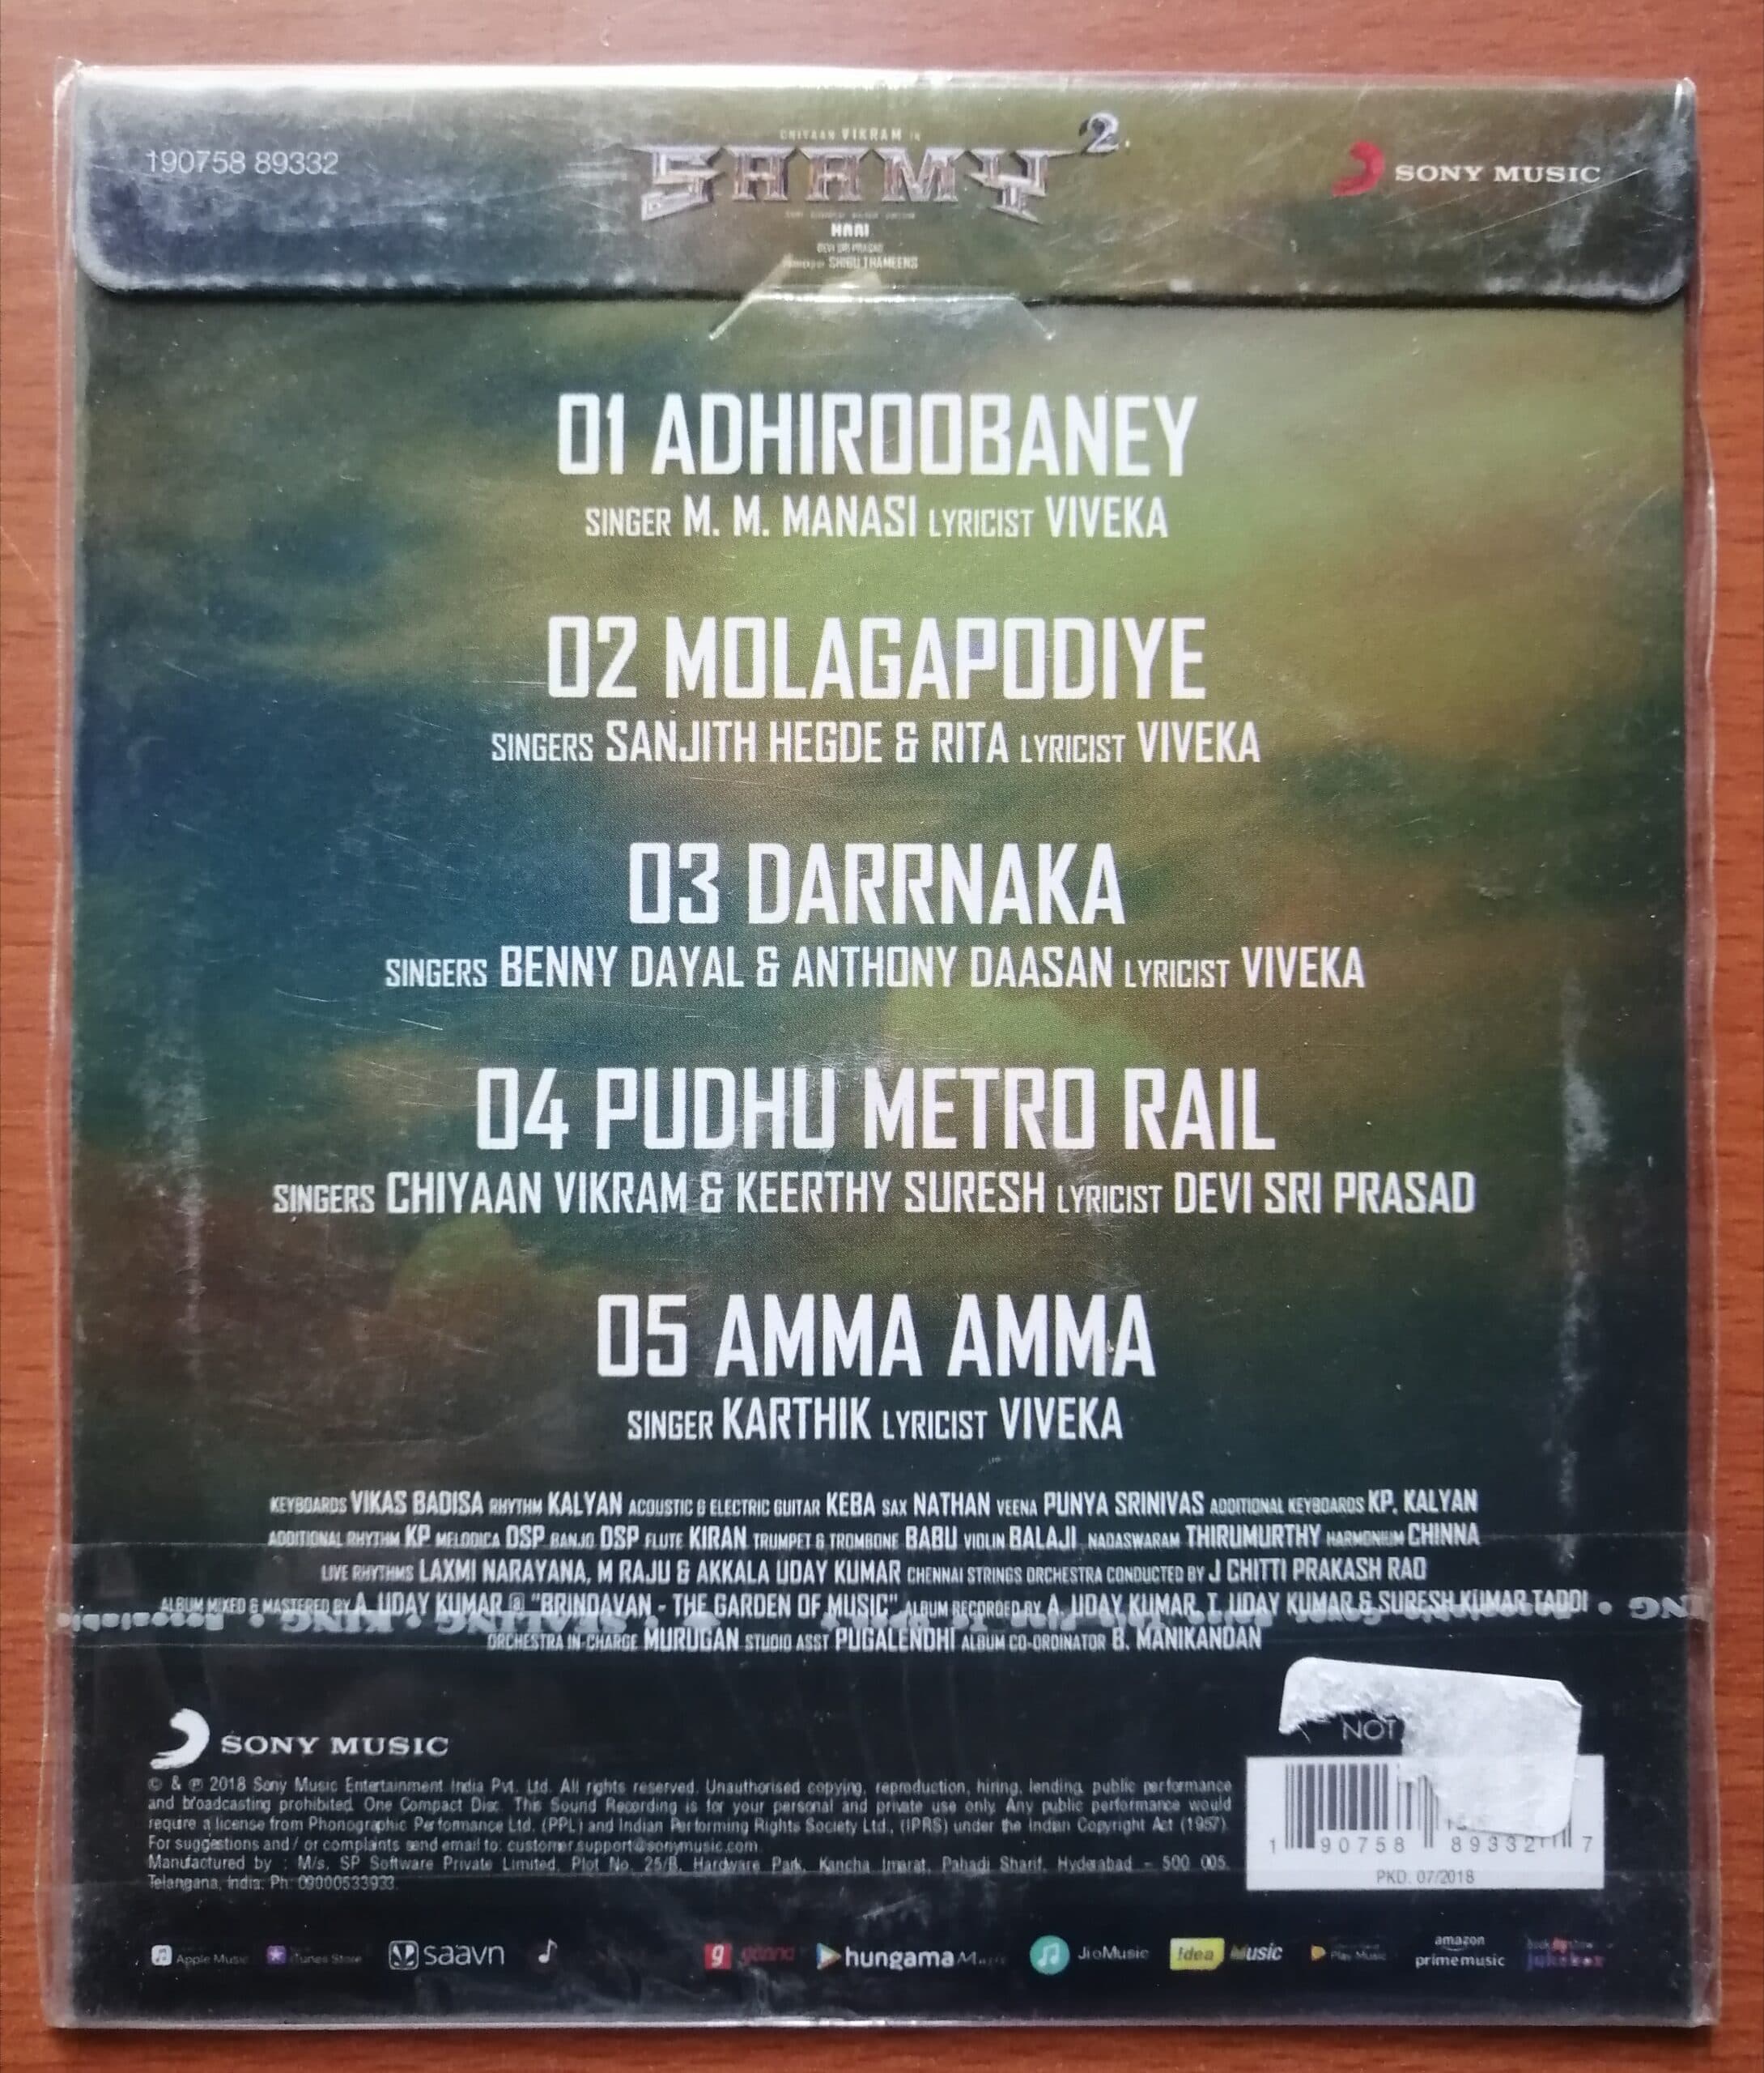 190758 89332
CHIYAAN VIKRAM IN
SAAMY 2
HARI
DEVI SRI PRASAD
SHIBU THAMEENS
SONY MUSIC
01 ADHIROOBANEY
SINGER M. M. MANASI LYRICIST VIVEKA
02 MOLAGAPODIYE
SINGERS SANJITH HEGDE & RITA LYRICIST VIVEKA
03 DARRNAKA
SINGERS BENNY DAYAL & ANTHONY DAASAN LYRICIST VIVEKA
04 PUDHU METRO RAIL
SINGERS CHIYAAN VIKRAM & KEERTHY SURESH LYRICIST DEVI SRI PRASAD
05 AMMA AMMA
SINGER KARTHIK LYRICIST VIVEKA
KEYBOARDS VIKAS BADISA RHYTHM KALYAN ACOUSTIC & ELECTRIC GUITAR KEBA SAX NATHAN VEENA PUNYA SRINIVAS ADDITIONAL KEYBOARDS KP. KALYAN
ADDITIONAL RHYTHM KP MELODICA DSP BANJO DSP FLUTE KIRAN TRUMPET & TROMBONE BABU VIOLIN BALAJI NADASWARAM THIRUMURTHY HARMONIUM CHINNA
LIVE RHYTHMS LAXMI NARAYANA, M RAJU & AKKALA UDAY KUMAR CHENNAI STRINGS ORCHESTRA CONDUCTED BY J CHITTI PRAKASH RAO
ALBUM MIXED & MASTERED BY A. UDAY KUMAR @ "BRINDAVAN - THE GARDEN OF MUSIC" ALBUM RECORDED BY A. UDAY KUMAR, T. UDAY KUMAR & SURESH KUMAR TADDI
ORCHESTRA IN-CHARGE MURUGAN STUDIO ASST PUGALENDHI ALBUM CO-ORDINATOR B. MANIKANDAN
SONY MUSIC
© & ℗ 2018 Sony Music Entertainment India Pvt. Ltd. All rights reserved. Unauthorised copying, reproduction, hiring, lending, public performance
and broadcasting prohibited. One Compact Disc. This Sound Recording is for your personal and private use only. Any public performance would
require a license from Phonographic Performance Ltd. (PPL) and Indian Performing Rights Society Ltd., (IPRS) under the Indian Copyright Act (1957).
For suggestions and / or complaints send email to: customer.support@sonymusic.com
Manufactured by : M/s. SP Software Private Limited, Plot No. 25/B, Hardware Park, Kancha Imarat, Pahadi Sharif, Hyderabad - 500 005.
Telangana, India. Ph: 09000533933.
NOT
1 90758 89332 7
PKD. 07/2018
Apple Music
iTunes Store
saavn
gaana
hungama Music
JioMusic
Idea Music
Play Music
amazon
prime music
jukebox